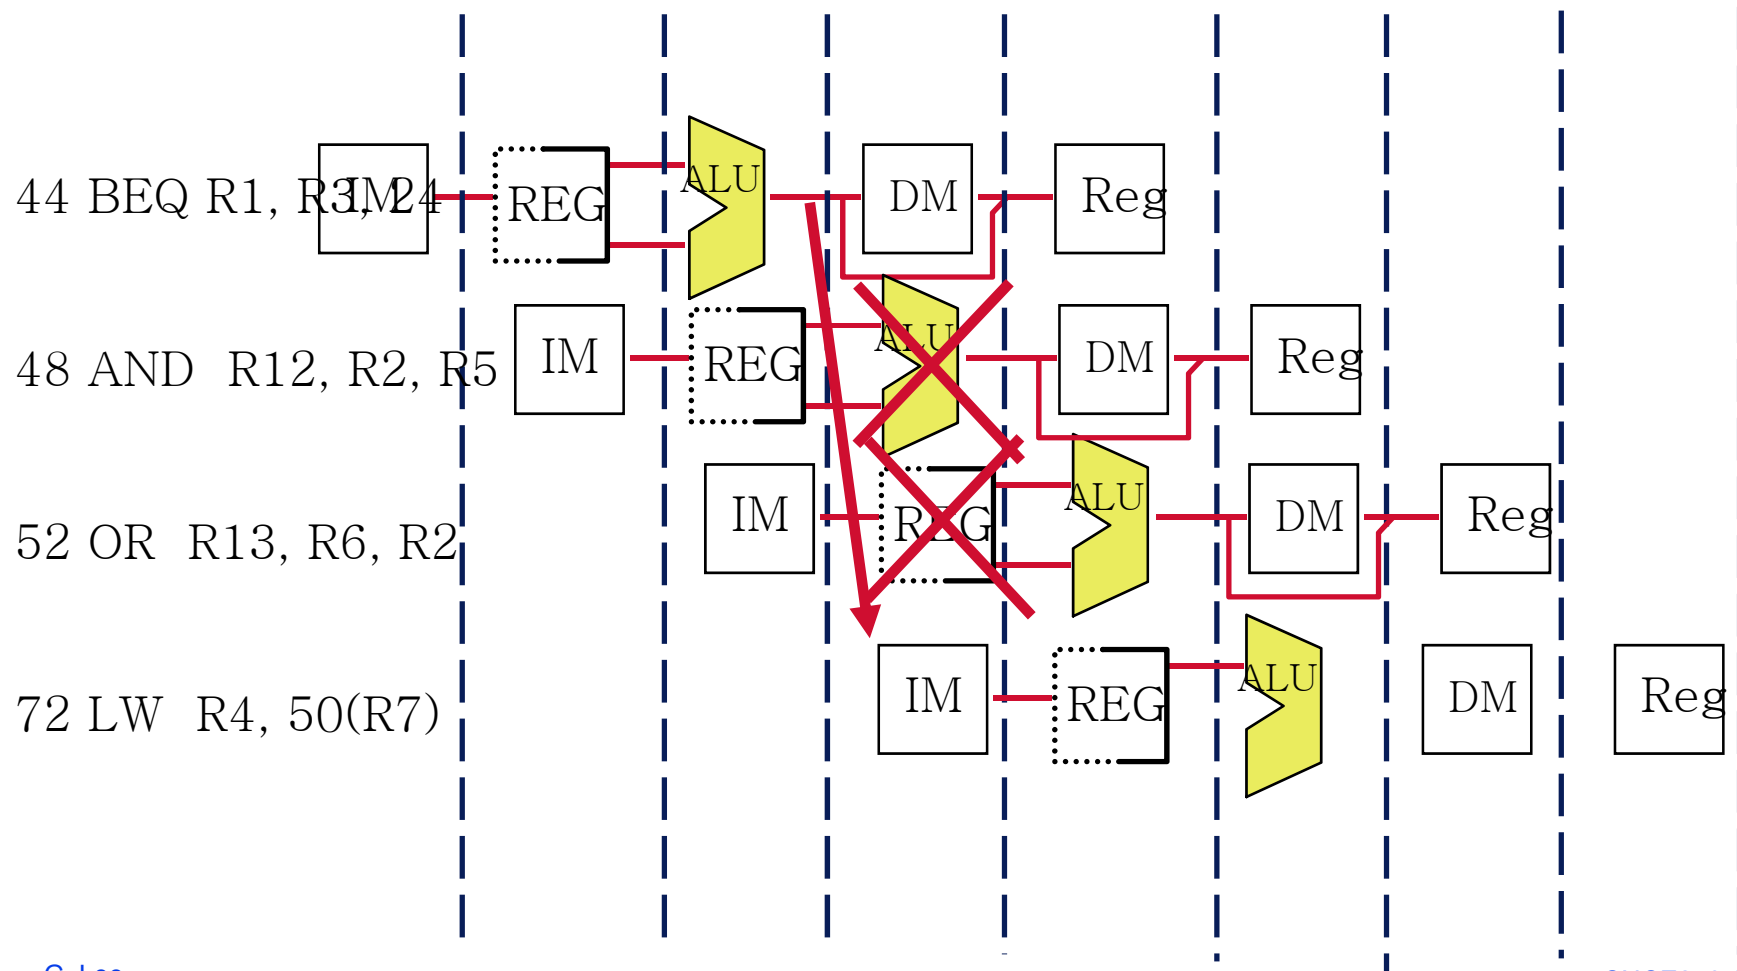 44 BEQ R1, R3, 24 IM REG ALU DM Reg
48 AND R12, R2, R5 IM REG ALU DM Reg
52 OR R13, R6, R2 IM REG ALU DM Reg
72 LW R4, 50(R7) IM REG ALU DM Reg